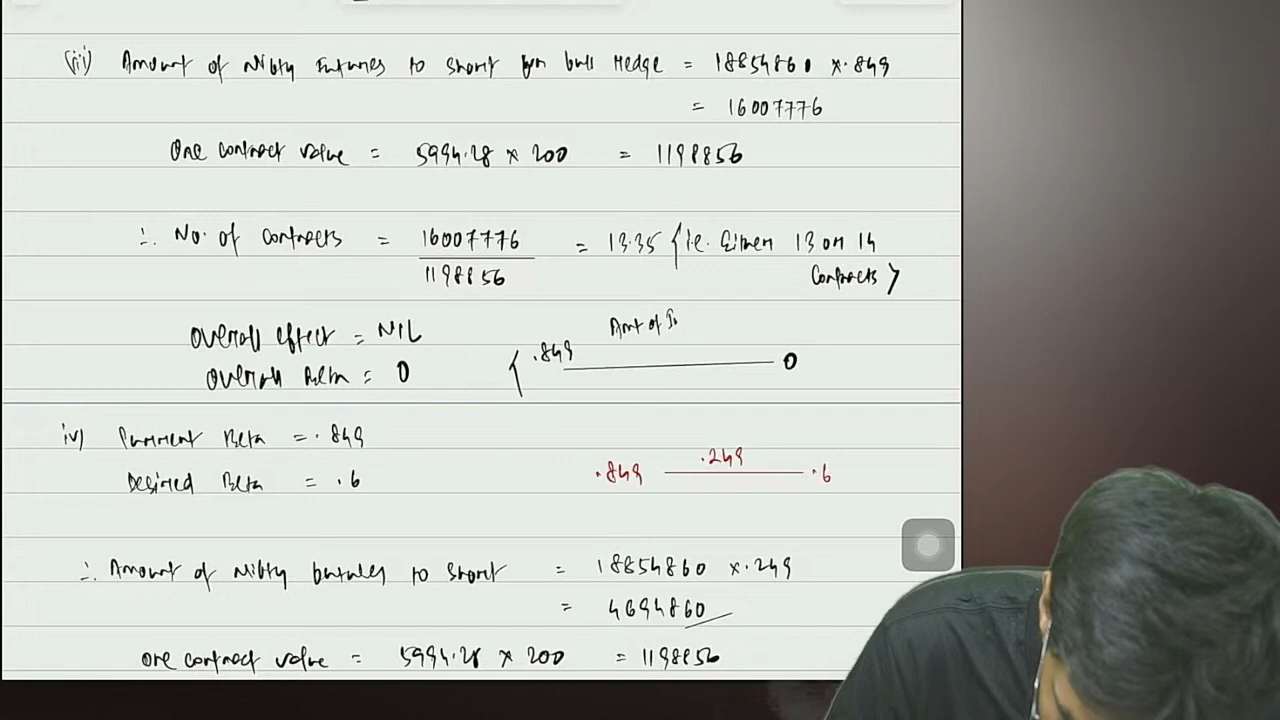 (iii) Amount of Nifty Futures to short for full Hedge = 18854860 × .849
= 16007776
One contract value = 5994.28 × 200 = 1198856
∴ No. of contracts = 16007776 / 1198856 = 13.35 {i.e. Either 13 or 14 contracts}
Overall effect = NIL
Overall Beta = 0
Amt of
{ .849 0
iv) Current Beta = .849
Desired Beta = .6
.849 .249 .6
∴ Amount of Nifty futures to short = 18854860 × .249
= 4694860
One contract value = 5994.28 × 200 = 1198856